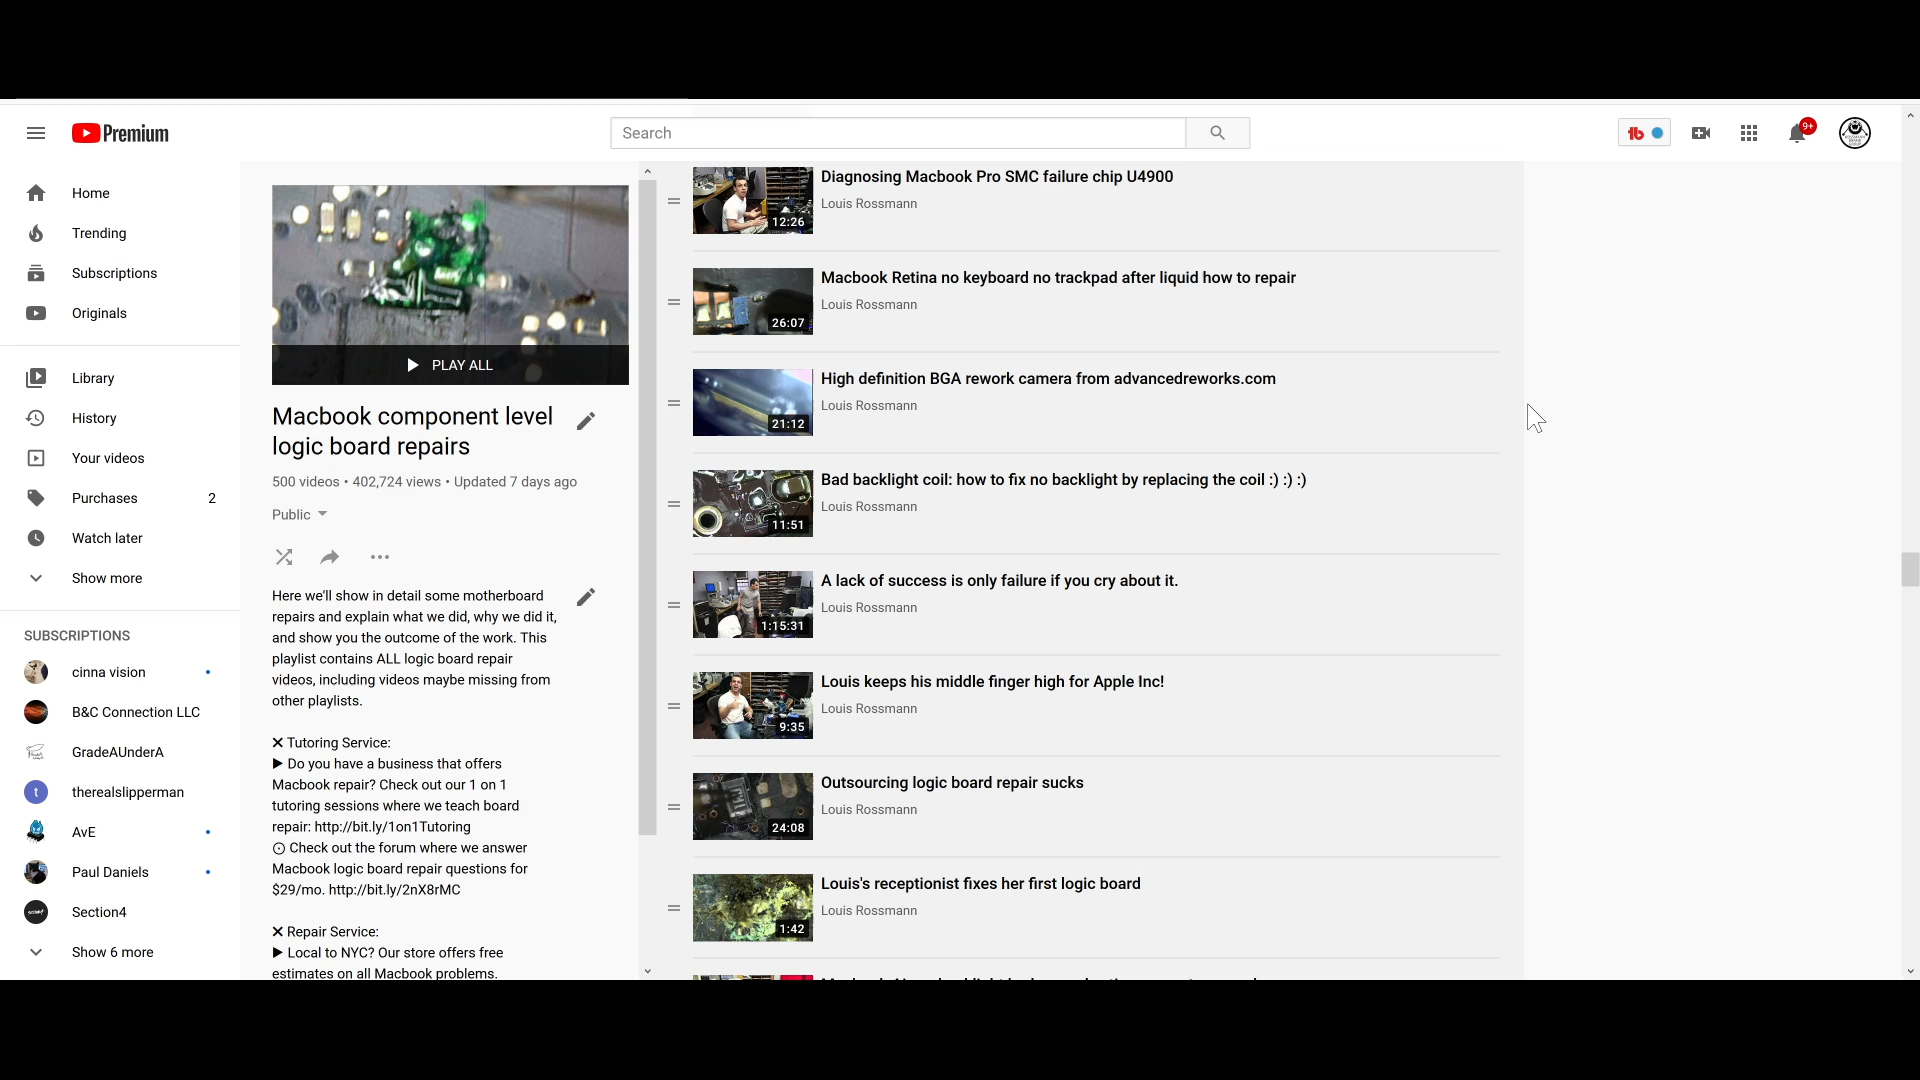 Premium
Search
9+
Home
Trending
Subscriptions
Originals
Library
History
Your videos
Purchases 2
Watch later
Show more
SUBSCRIPTIONS
cinna vision
B&C Connection LLC
GradeAUnderA
t therealslipperman
AvE
Paul Daniels
Section4
Show 6 more
PLAY ALL
Macbook component level
logic board repairs
500 videos • 402,724 views • Updated 7 days ago
Public
Here we'll show in detail some motherboard
repairs and explain what we did, why we did it,
and show you the outcome of the work. This
playlist contains ALL logic board repair
videos, including videos maybe missing from
other playlists.
Tutoring Service:
Do you have a business that offers
Macbook repair? Check out our 1 on 1
tutoring sessions where we teach board
repair: http://bit.ly/1on1Tutoring
Check out the forum where we answer
Macbook logic board repair questions for
$29/mo. http://bit.ly/2nX8rMC
Repair Service:
Local to NYC? Our store offers free
estimates on all Macbook problems.
Diagnosing Macbook Pro SMC failure chip U4900
Louis Rossmann
12:26
Macbook Retina no keyboard no trackpad after liquid how to repair
Louis Rossmann
26:07
High definition BGA rework camera from advancedreworks.com
Louis Rossmann
21:12
Bad backlight coil: how to fix no backlight by replacing the coil :) :) :)
Louis Rossmann
11:51
A lack of success is only failure if you cry about it.
Louis Rossmann
1:15:31
Louis keeps his middle finger high for Apple Inc!
Louis Rossmann
9:35
Outsourcing logic board repair sucks
Louis Rossmann
24:08
Louis's receptionist fixes her first logic board
Louis Rossmann
1:42